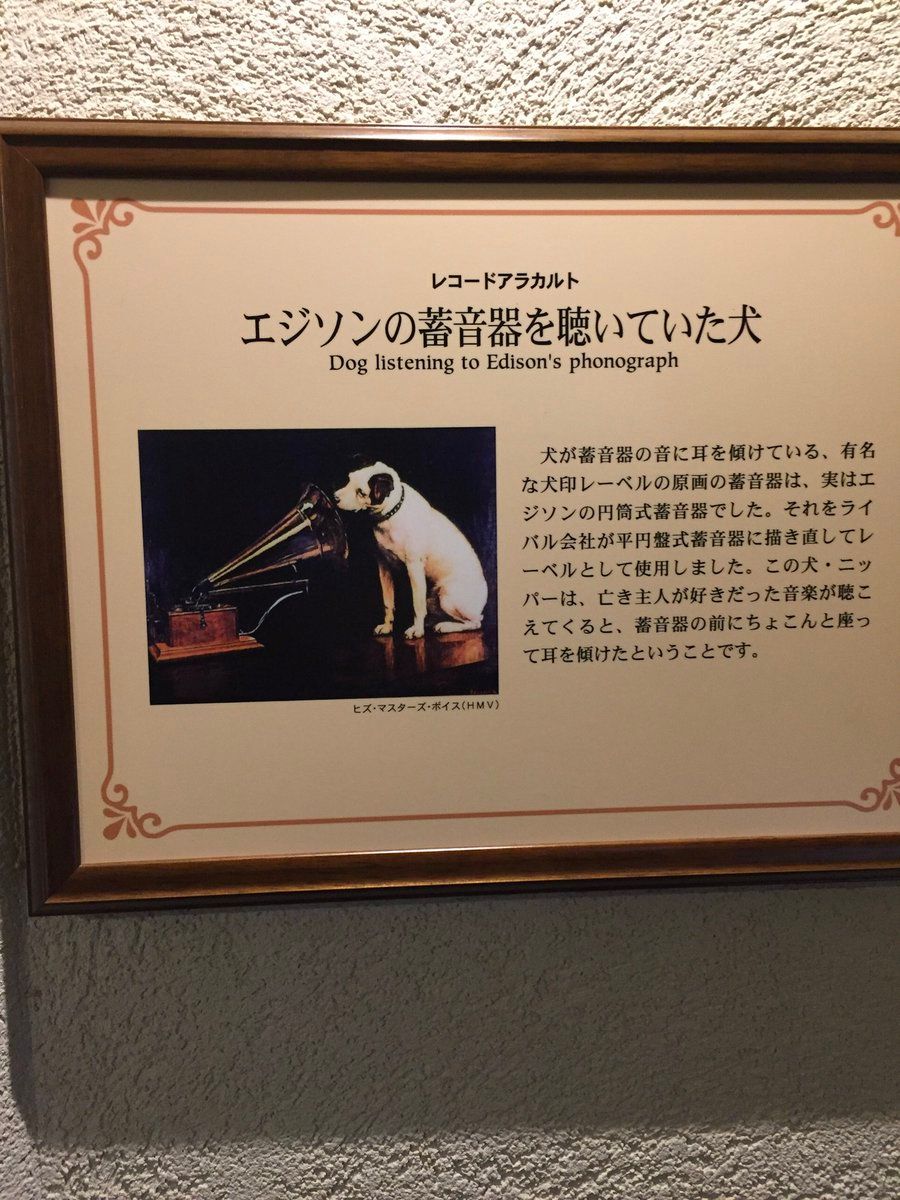 レコードアラカルト
エジソンの蓄音器を聴いていた犬
Dog listening to Edison's phonograph
犬が蓄音器の音に耳を傾けている、有名
な犬印レーベルの原画の蓄音器は、実はエ
ジソンの円筒式蓄音器でした。それをライ
バル会社が平円盤式蓄音器に描き直してレ
ーベルとして使用しました。この犬・ニッ
パーは、亡き主人が好きだった音楽が聴こ
えてくると、蓄音器の前にちょこんと座っ
て耳を傾けたということです。
ヒズ・マスターズ・ボイス(HMV)